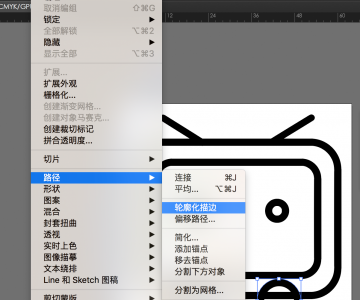 CMYK/GP
12 24 36 48 60
取消编组 ⇧⌘G
锁定
全部解锁 ⌥⌘2
隐藏
显示全部 ⌥⌘3
扩展...
扩展外观
栅格化...
创建渐变网格...
创建对象马赛克...
创建裁切标记
拼合透明度...
切片
路径
形状
图案
混合
封套扭曲
透视
实时上色
图像描摹
文本绕排
Line 和 Sketch 图稿
剪切蒙版
连接 ⌘J
平均... ⌥⌘J
轮廓化描边
偏移路径...
简化...
添加锚点
移去锚点
分割下方对象
分割为网格...